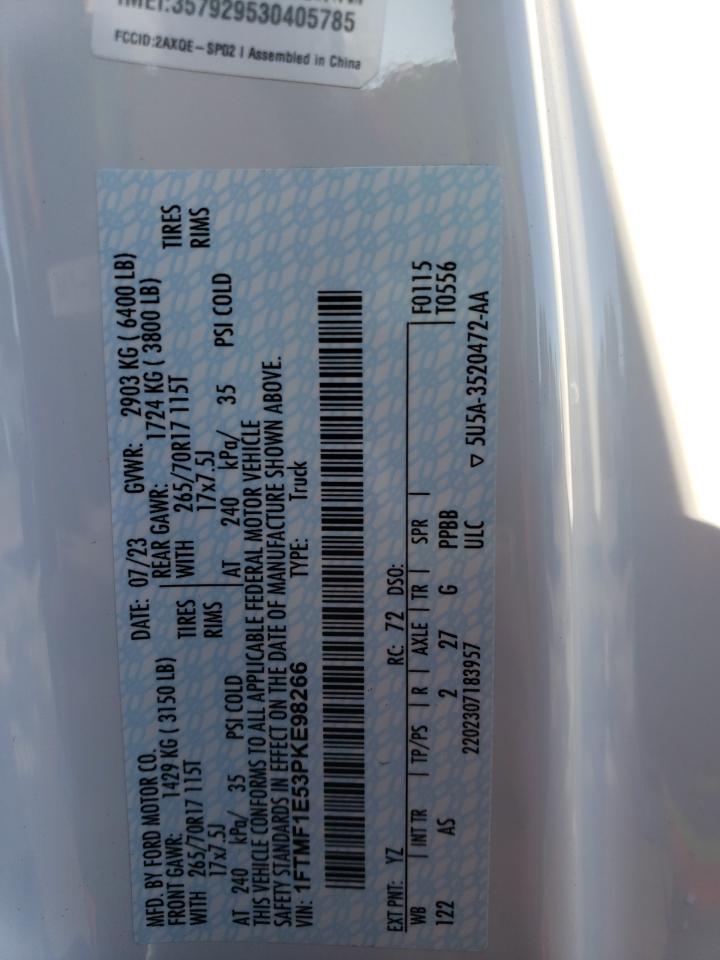 IMEI:357929530405785
FCCID:2AXQE-SP02 I Assembled in China
MFD. BY FORD MOTOR CO.
DATE: 07/23 GVWR: 2903 KG ( 6400 LB)
FRONT GAWR: 1429 KG ( 3150 LB)
REAR GAWR: 1724 KG ( 3800 LB)
WITH 265/70R17 115T TIRES
WITH 265/70R17 115T TIRES
17x7.5J RIMS
17x7.5J RIMS
AT 240 kPa/ 35 PSI COLD
AT 240 kPa/ 35 PSI COLD
THIS VEHICLE CONFORMS TO ALL APPLICABLE FEDERAL MOTOR VEHICLE
SAFETY STANDARDS IN EFFECT ON THE DATE OF MANUFACTURE SHOWN ABOVE.
VIN: 1FTMF1E53PKE98266 TYPE: Truck
EXT PNT: YZ RC: 72 DSO: F0115
WB INT TR TP/PS R AXLE TR SPR T0556
122 AS 2 27 G PPBB
2202307183957 ULC ▽ 5U5A-3520472-AA